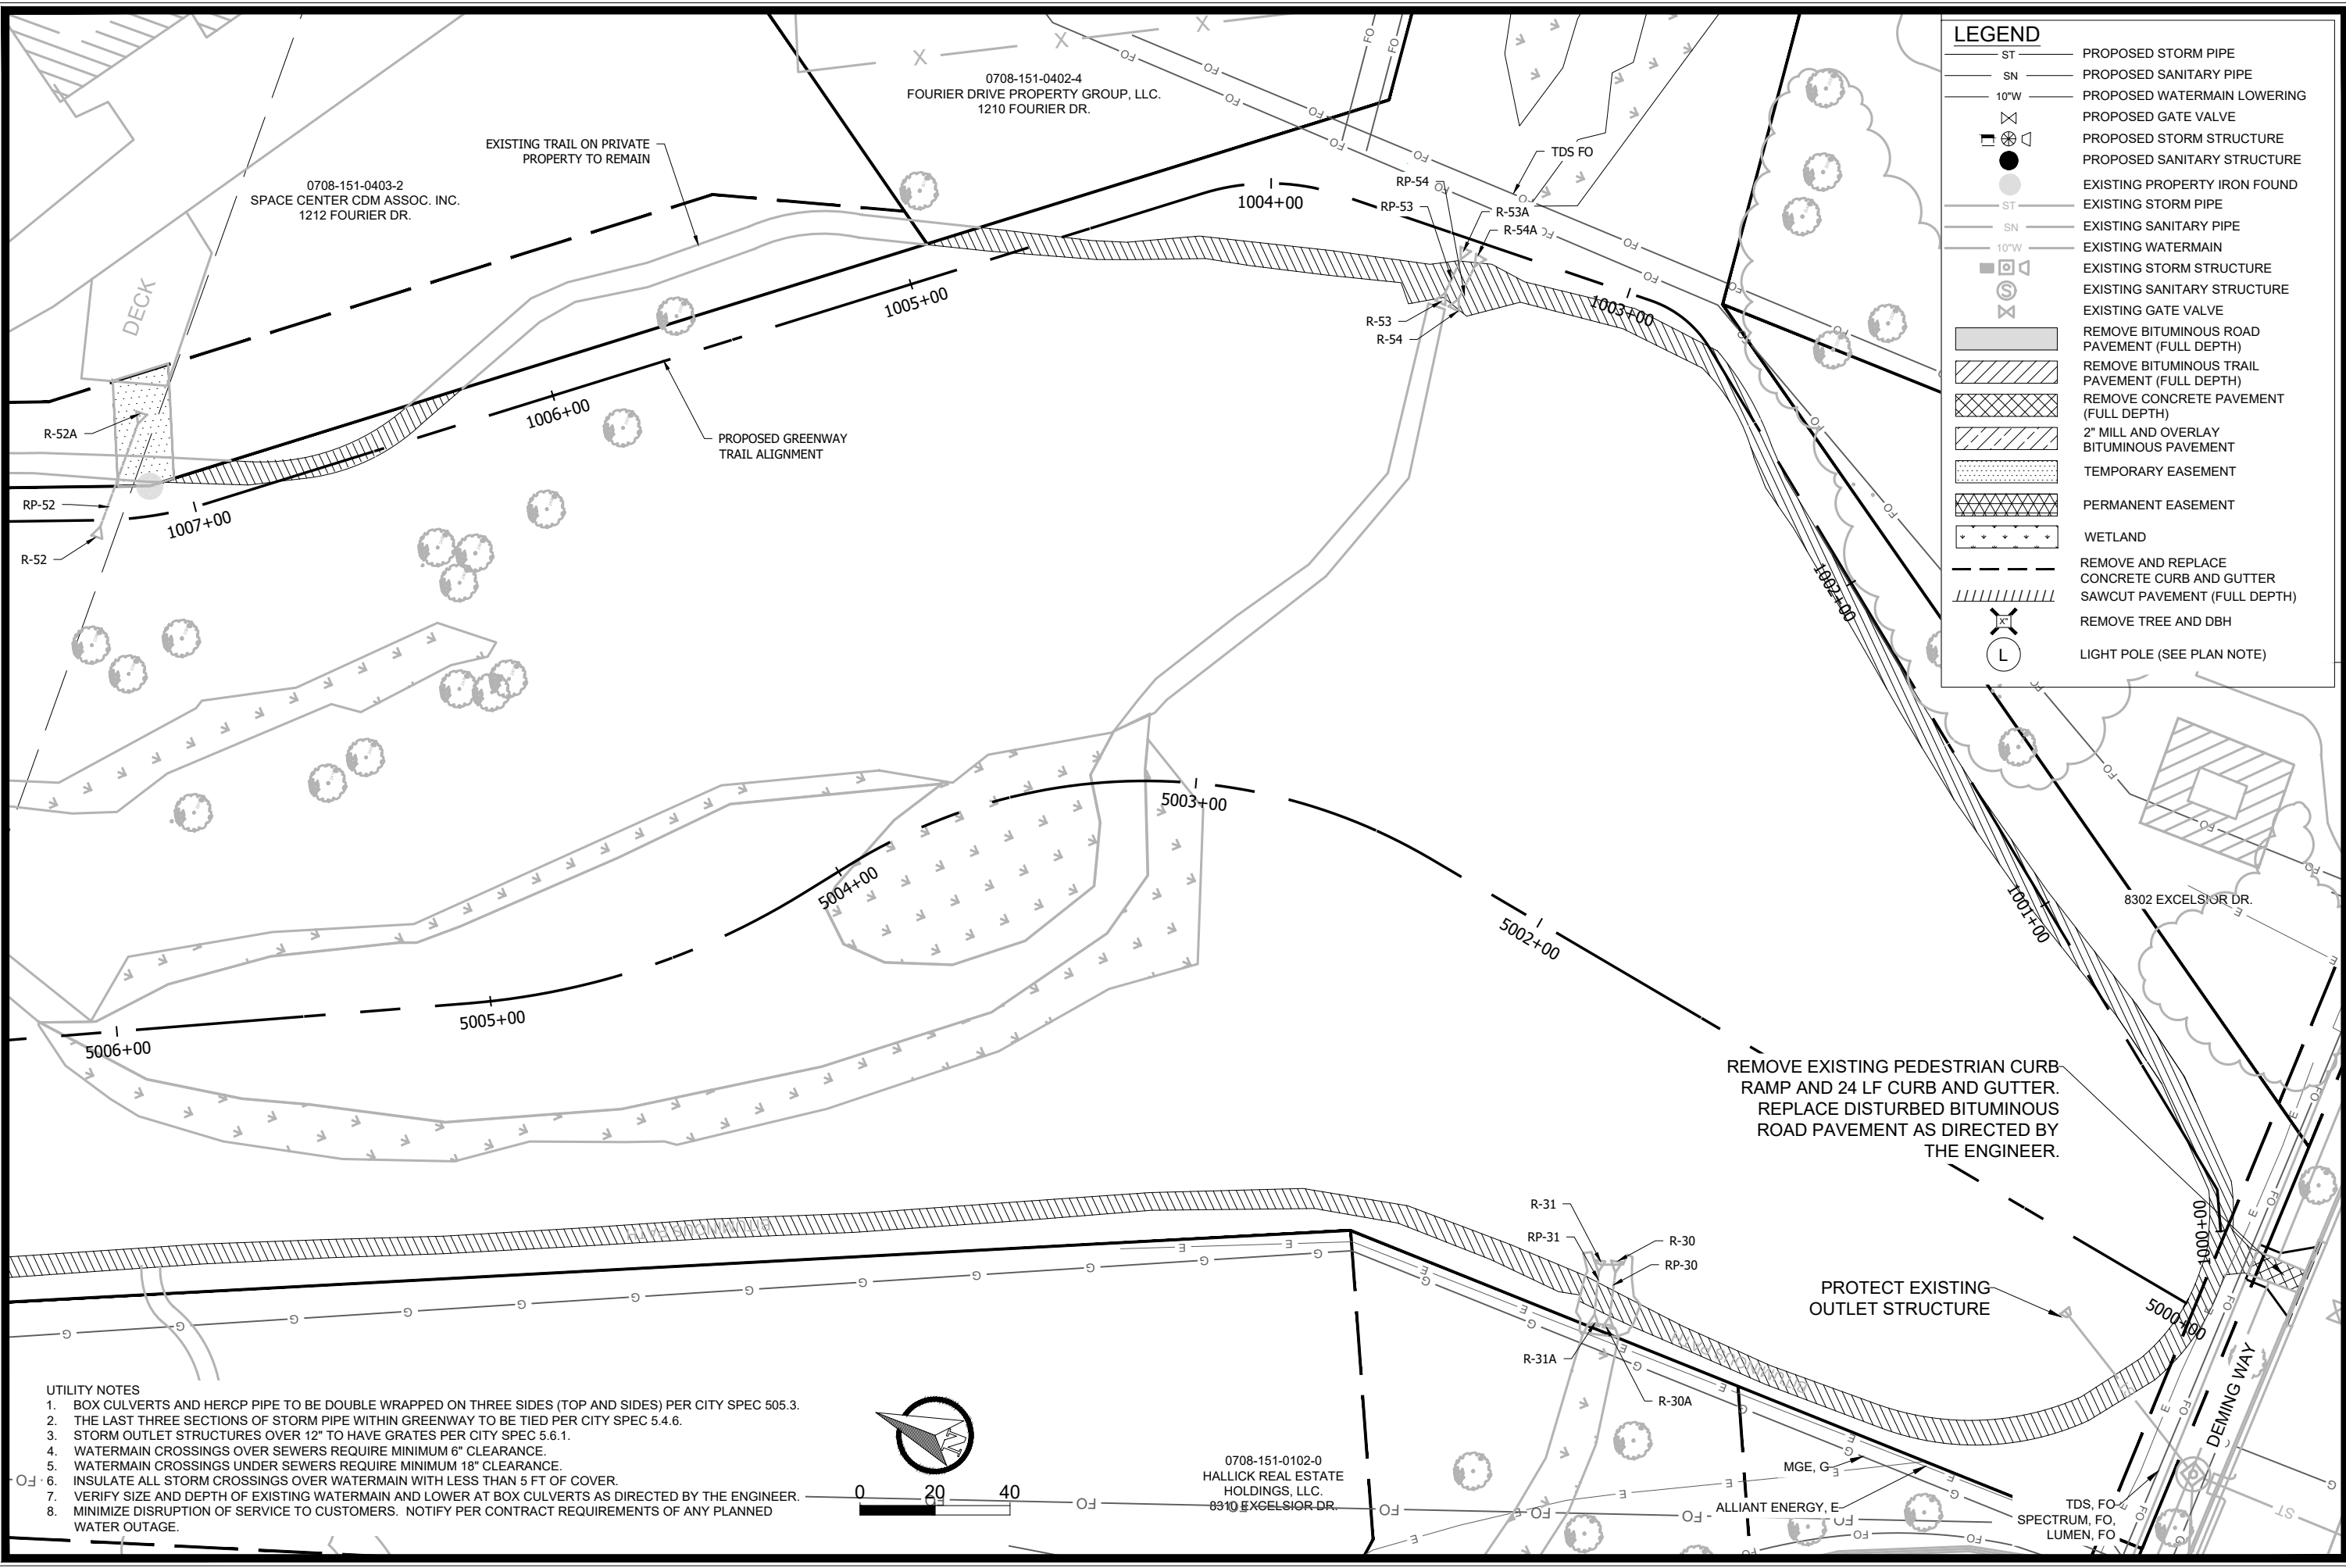 0708-151-0402-4
FOURIER DRIVE PROPERTY GROUP, LLC.
1210 FOURIER DR.
EXISTING TRAIL ON PRIVATE
PROPERTY TO REMAIN
0708-151-0403-2
SPACE CENTER CDM ASSOC. INC.
1212 FOURIER DR.
DECK
TDS FO
RP-54
RP-53
R-53A
R-54A
R-53
R-54
1004+00
1003+00
1005+00
1006+00
1007+00
1002+00
1001+00
1000+00
R-52A
RP-52
R-52
PROPOSED GREENWAY
TRAIL ALIGNMENT
LEGEND
ST PROPOSED STORM PIPE
SN PROPOSED SANITARY PIPE
10"W PROPOSED WATERMAIN LOWERING
PROPOSED GATE VALVE
PROPOSED STORM STRUCTURE
PROPOSED SANITARY STRUCTURE
EXISTING PROPERTY IRON FOUND
ST EXISTING STORM PIPE
SN EXISTING SANITARY PIPE
10"W EXISTING WATERMAIN
EXISTING STORM STRUCTURE
S EXISTING SANITARY STRUCTURE
EXISTING GATE VALVE
REMOVE BITUMINOUS ROAD
PAVEMENT (FULL DEPTH)
REMOVE BITUMINOUS TRAIL
PAVEMENT (FULL DEPTH)
REMOVE CONCRETE PAVEMENT
(FULL DEPTH)
2" MILL AND OVERLAY
BITUMINOUS PAVEMENT
TEMPORARY EASEMENT
PERMANENT EASEMENT
WETLAND
REMOVE AND REPLACE
CONCRETE CURB AND GUTTER
SAWCUT PAVEMENT (FULL DEPTH)
X" REMOVE TREE AND DBH
L LIGHT POLE (SEE PLAN NOTE)
8302 EXCELSIOR DR.
5003+00
5004+00
5002+00
5005+00
5006+00
5000+00
REMOVE EXISTING PEDESTRIAN CURB
RAMP AND 24 LF CURB AND GUTTER.
REPLACE DISTURBED BITUMINOUS
ROAD PAVEMENT AS DIRECTED BY
THE ENGINEER.
PROTECT EXISTING
OUTLET STRUCTURE
BITUMINOUS PATH
BITUMINOUS PATH
R-31
RP-31
R-30
RP-30
R-31A
R-30A
DEMING WAY
MGE, G
ALLIANT ENERGY, E
TDS, FO
SPECTRUM, FO,
LUMEN, FO
ST
0708-151-0102-0
HALLICK REAL ESTATE
HOLDINGS, LLC.
8310 EXCELSIOR DR.
0 20 40
N
UTILITY NOTES
1. BOX CULVERTS AND HERCP PIPE TO BE DOUBLE WRAPPED ON THREE SIDES (TOP AND SIDES) PER CITY SPEC 505.3.
2. THE LAST THREE SECTIONS OF STORM PIPE WITHIN GREENWAY TO BE TIED PER CITY SPEC 5.4.6.
3. STORM OUTLET STRUCTURES OVER 12" TO HAVE GRATES PER CITY SPEC 5.6.1.
4. WATERMAIN CROSSINGS OVER SEWERS REQUIRE MINIMUM 6" CLEARANCE.
5. WATERMAIN CROSSINGS UNDER SEWERS REQUIRE MINIMUM 18" CLEARANCE.
6. INSULATE ALL STORM CROSSINGS OVER WATERMAIN WITH LESS THAN 5 FT OF COVER.
7. VERIFY SIZE AND DEPTH OF EXISTING WATERMAIN AND LOWER AT BOX CULVERTS AS DIRECTED BY THE ENGINEER.
8. MINIMIZE DISRUPTION OF SERVICE TO CUSTOMERS. NOTIFY PER CONTRACT REQUIREMENTS OF ANY PLANNED
WATER OUTAGE.